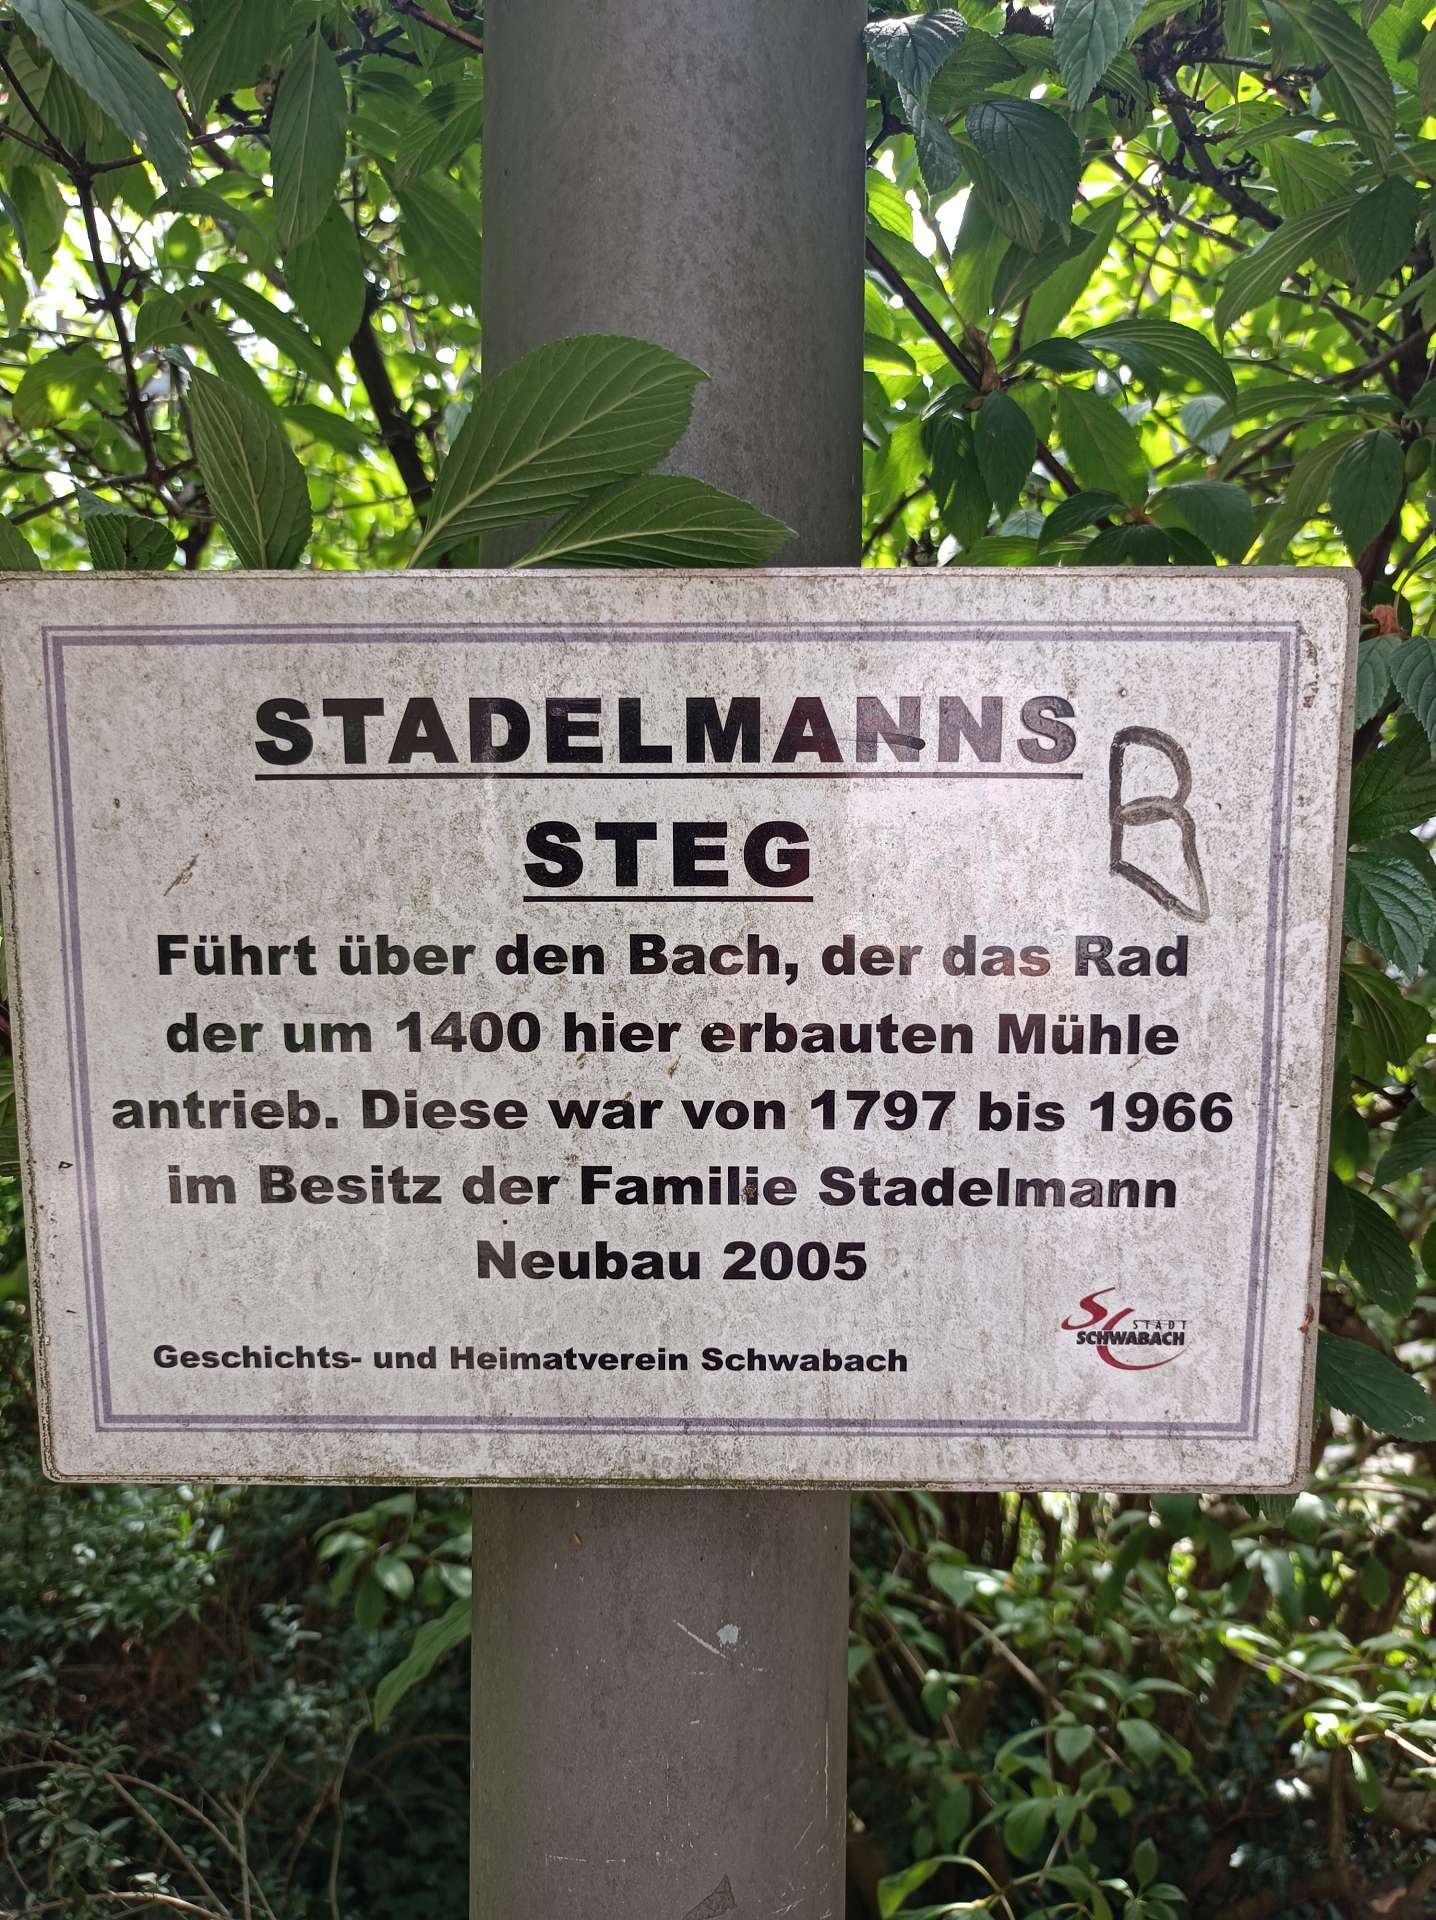 STADELMANNS
STEG
Führt über den Bach, der das Rad
der um 1400 hier erbauten Mühle
antrieb. Diese war von 1797 bis 1966
im Besitz der Familie Stadelmann
Neubau 2005
Geschichts- und Heimatverein Schwabach
STADT
SCHWABACH
B